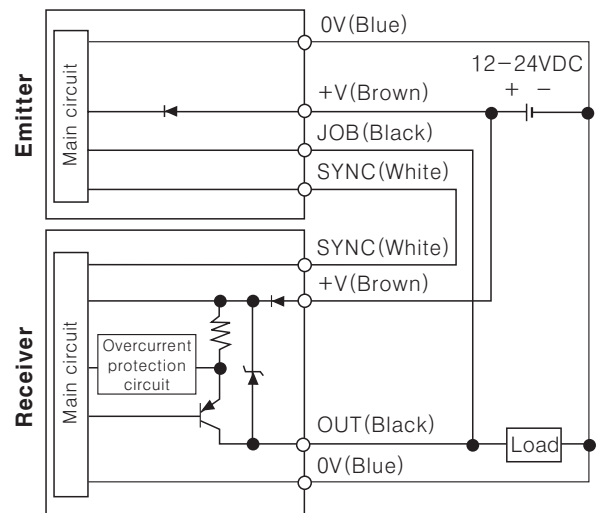 0V(Blue)
12-24VDC
+ -
+V(Brown)
JOB(Black)
SYNC(White)
Emitter
Main circuit
SYNC(White)
+V(Brown)
Receiver
Main circuit
Overcurrent
protection
circuit
OUT(Black)
Load
0V(Blue)